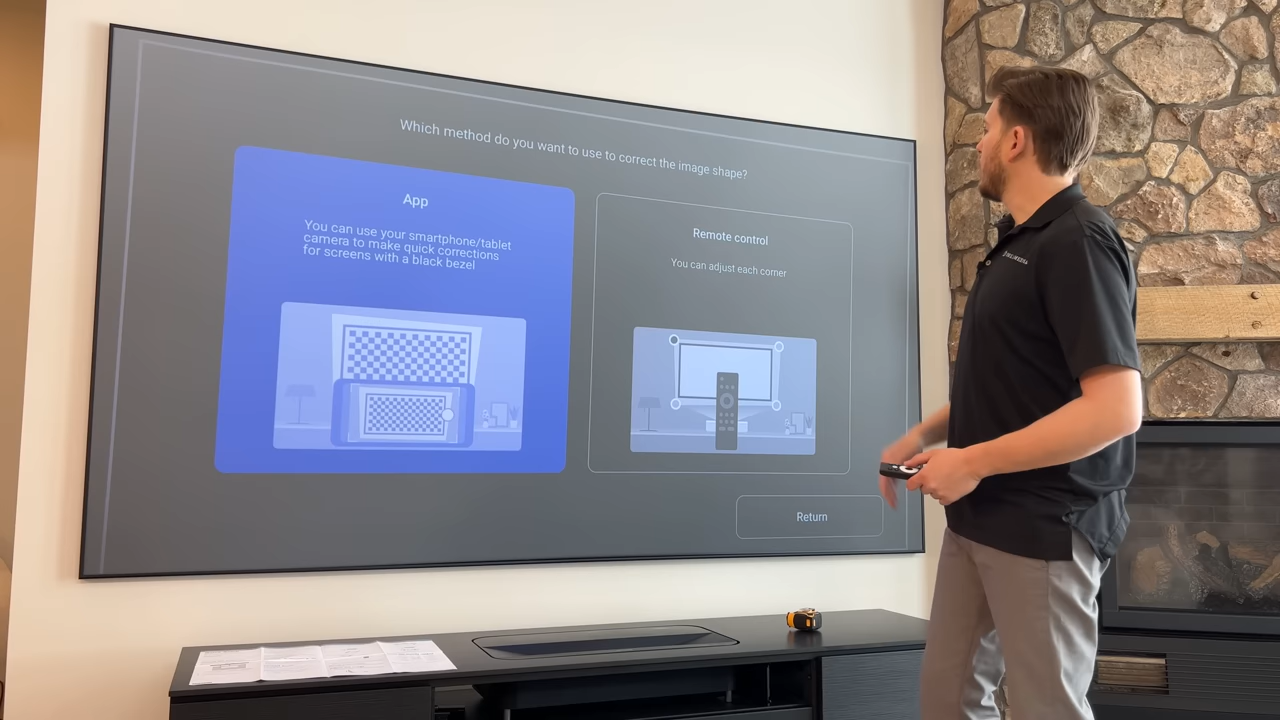 Which method do you want to use to correct the image shape?
App
You can use your smartphone/tablet
camera to make quick corrections
for screens with a black bezel
Remote control
You can adjust each corner
Return